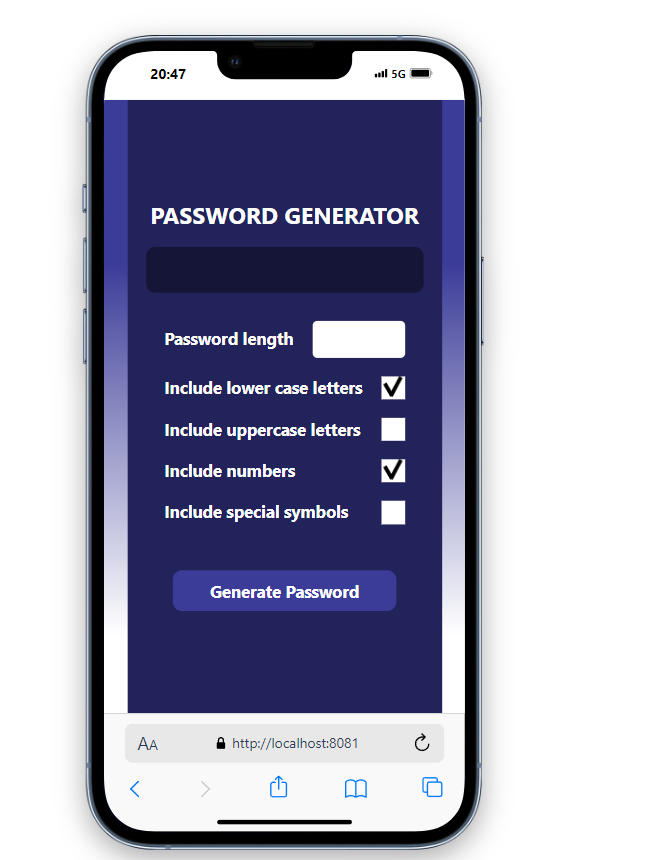 20:47 5G
PASSWORD GENERATOR
Password length
Include lower case letters
Include uppercase letters
Include numbers
Include special symbols
Generate Password
AA http://localhost:8081